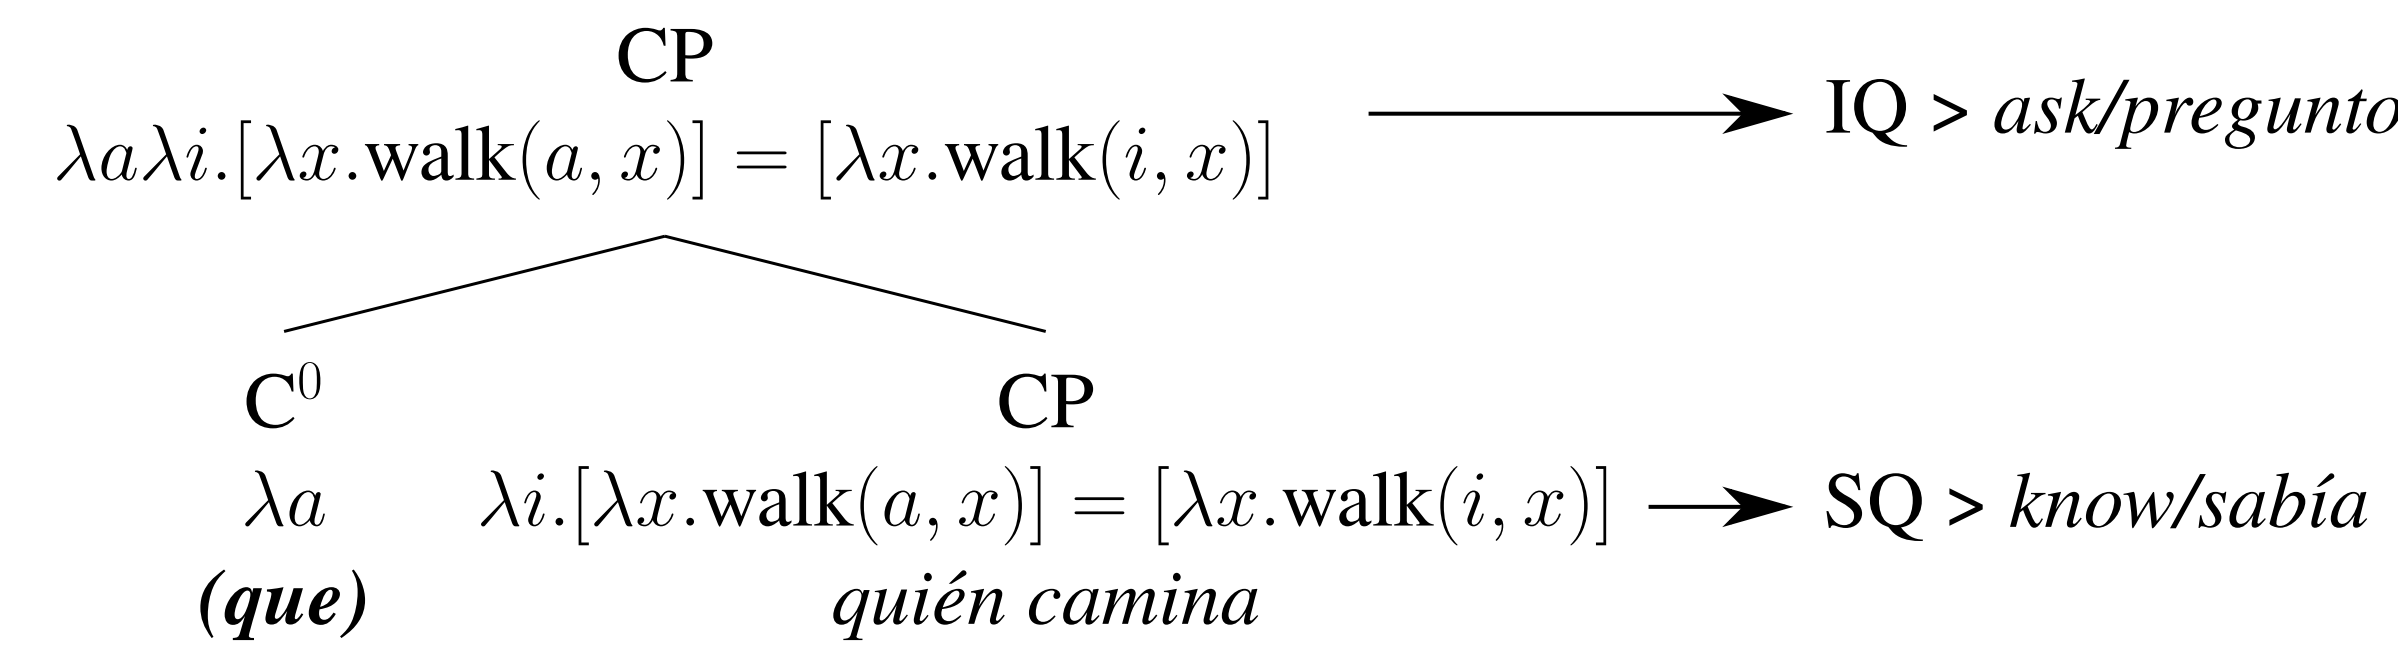 CP
λaλi.[λx.walk(a, x)] = [λx.walk(i, x)]
IQ > ask/pregunto
C⁰
CP
λa
λi.[λx.walk(a, x)] = [λx.walk(i, x)]
SQ > know/sabía
(que)
quién camina